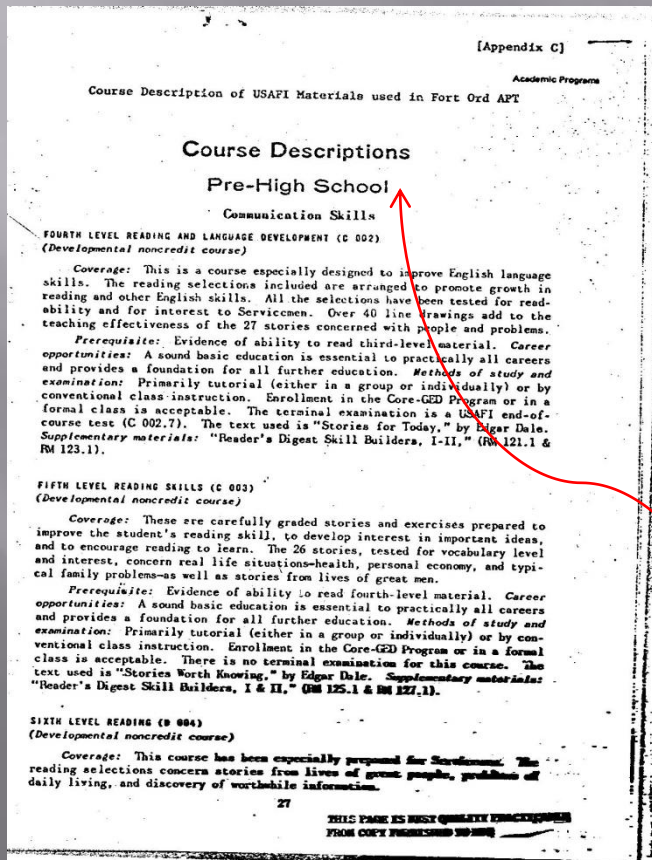 [Appendix C]
Academic Programs
Course Description of USAFI Materials used in Fort Ord APT
Course Descriptions
Pre-High School
Communication Skills
FOURTH LEVEL READING AND LANGUAGE DEVELOPMENT (C 002)
(Developmental noncredit course)
Coverage: This is a course especially designed to improve English language
skills. The reading selections included are arranged to promote growth in
reading and other English skills. All the selections have been tested for read-
ability and for interest to Servicemen. Over 40 line drawings add to the
teaching effectiveness of the 27 stories concerned with people and problems.
Prerequisite: Evidence of ability to read third-level material. Career
opportunities: A sound basic education is essential to practically all careers
and provides a foundation for all further education. Methods of study and
examination: Primarily tutorial (either in a group or individually) or by
conventional class instruction. Enrollment in the Core-GED Program or in a
formal class is acceptable. The terminal examination is a USAFI end-of-
course test (C 002.7). The text used is "Stories for Today," by Edgar Dale.
Supplementary materials: "Reader's Digest Skill Builders, I-II," (RM 121.1 &
RM 123.1).
FIFTH LEVEL READING SKILLS (C 003)
(Developmental noncredit course)
Coverage: These are carefully graded stories and exercises prepared to
improve the student's reading skill, to develop interest in important ideas,
and to encourage reading to learn. The 26 stories, tested for vocabulary level
and interest, concern real life situations—health, personal economy, and typi-
cal family problems—as well as stories from lives of great men.
Prerequisite: Evidence of ability to read fourth-level material. Career
opportunities: A sound basic education is essential to practically all careers
and provides a foundation for all further education. Methods of study and
examination: Primarily tutorial (either in a group or individually) or by con-
ventional class instruction. Enrollment in the Core-GED Program or in a formal
class is acceptable. There is no terminal examination for this course. The
text used is "Stories Worth Knowing," by Edgar Dale. Supplementary materials:
"Reader's Digest Skill Builders, I & II," (RM 125.1 & RM 127.1).
SIXTH LEVEL READING (D 004)
(Developmental noncredit course)
Coverage: This course has been especially prepared for Servicemen. The
reading selections concern stories from lives of great people, problems of
daily living, and discovery of worthwhile information.
27
THIS PAGE IS BEST QUALITY PRACTICABLE
FROM COPY FURNISHED TO DDC